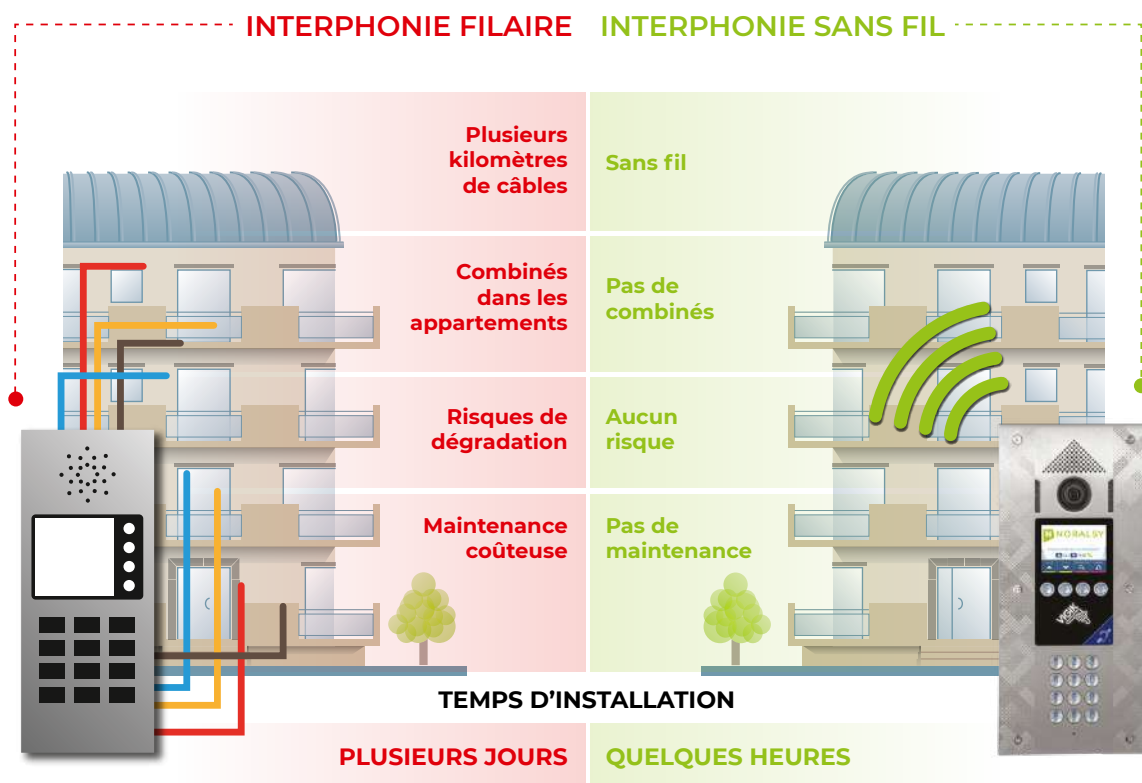 INTERPHONIE FILAIRE
INTERPHONIE SANS FIL
Plusieurs
kilomètres
de câbles
Sans fil
Combinés
dans les
appartements
Pas de
combinés
Risques de
dégradation
Aucun
risque
Maintenance
coûteuse
Pas de
maintenance
NORALSY
TEMPS D'INSTALLATION
PLUSIEURS JOURS
QUELQUES HEURES